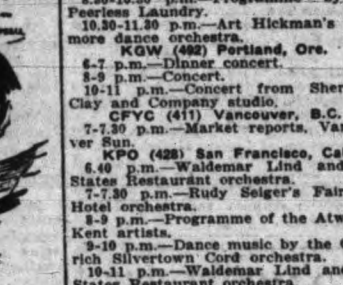 Peerless Laundry.
10.30-11.30 p.m.—Art Hickman's
more dance orchestra.
KGW (492) Portland, Ore.
6-7 p.m.—Dinner concert.
8-9 p.m.—Concert.
10-11 p.m.—Concert from Sher
Clay and Company studio.
CFYC (411) Vancouver, B.C.
7-7.30 p.m.—Market reports, Van
ver Sun.
KPO (428) San Francisco, Cal
6.40 p.m.—Waldemar Lind and
States Restaurant orchestra.
7-7.30 p.m.—Rudy Seiger's Fair
Hotel orchestra.
8-9 p.m.—Programme of the Atw
Kent artists.
9-10 p.m.—Dance music by the
rich Silvertown Cord orchestra.
10-11 p.m.—Waldemar Lind and
States Restaurant orchestra